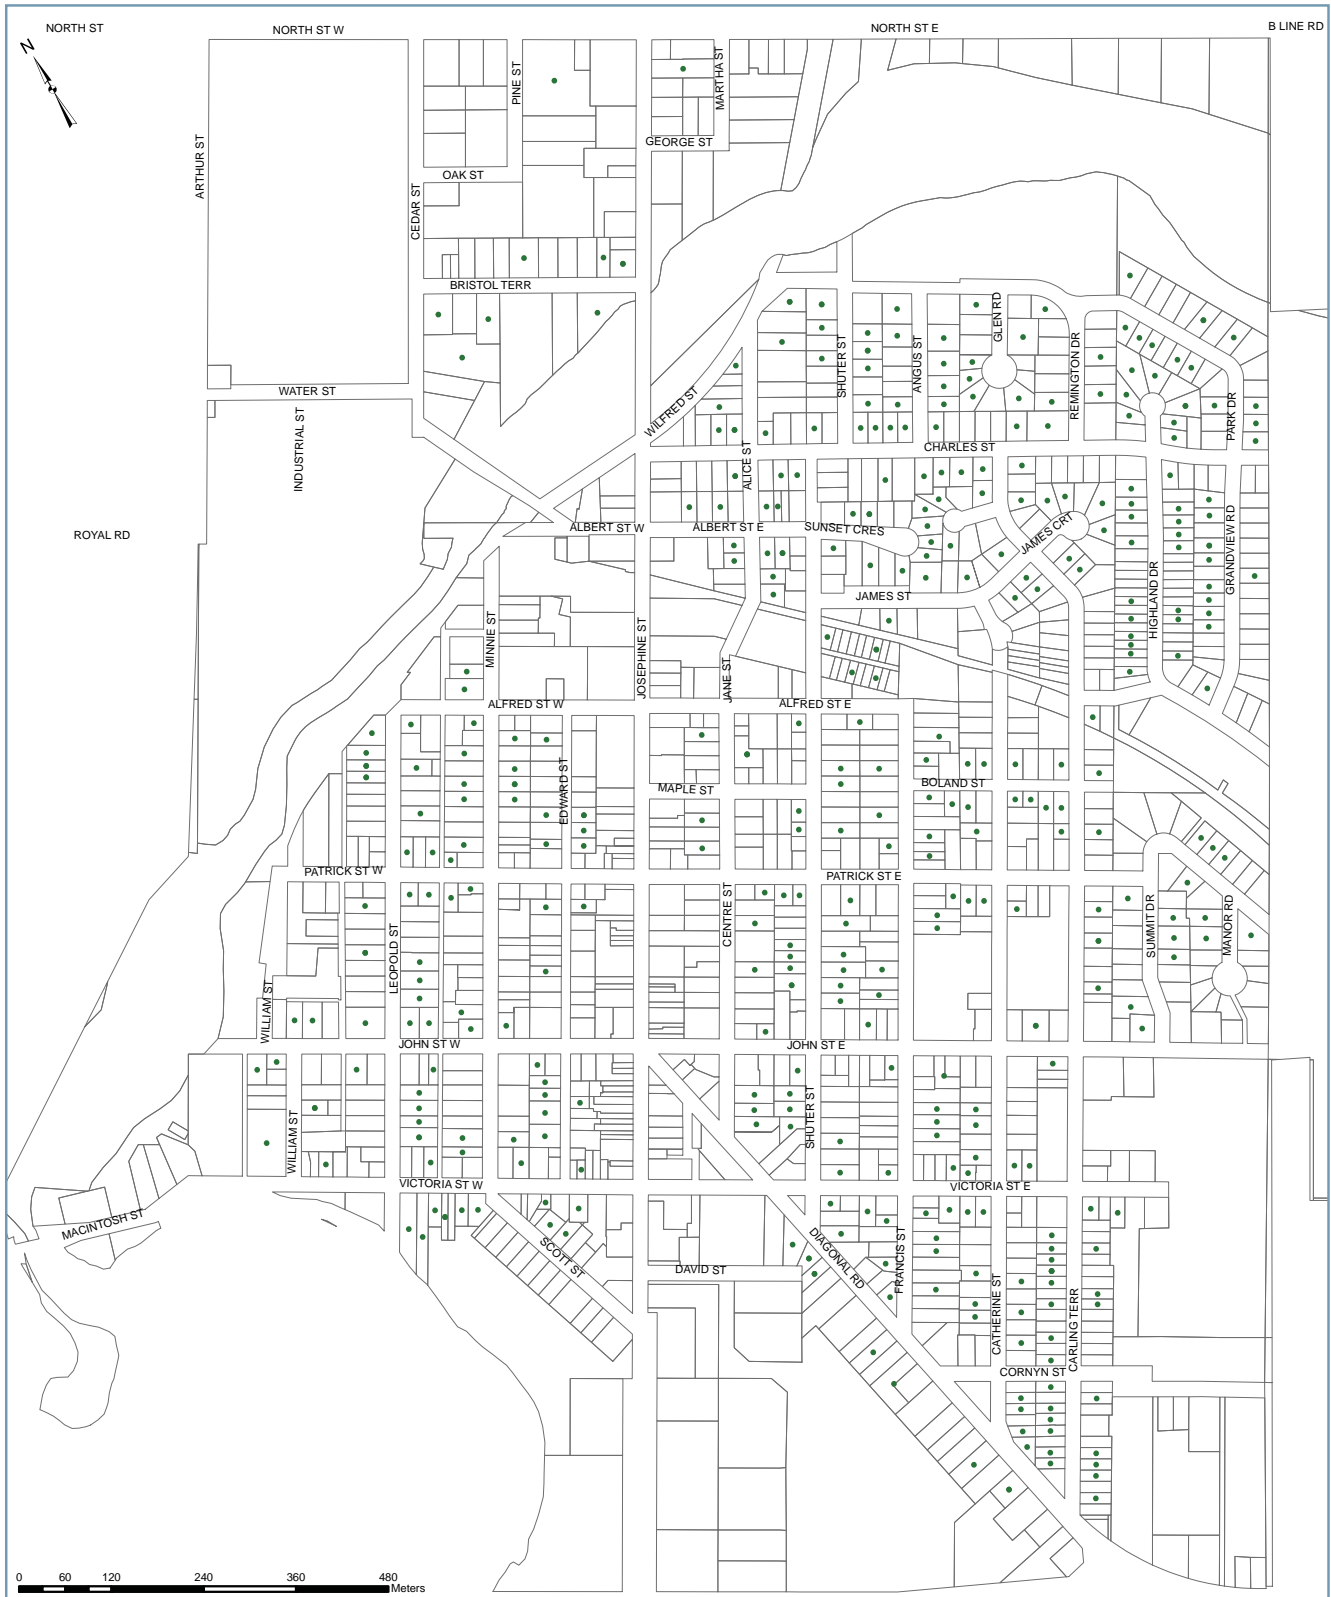 NORTH ST
NORTH ST W
NORTH ST E
B LINE RD
N
PINE ST
MARTHA ST
ARTHUR ST
GEORGE ST
OAK ST
CEDAR ST
BRISTOL TERR
GLEN RD
SHUTER ST
ANGUS ST
REMINGTON DR
WATER ST
WILFRED ST
PARK DR
INDUSTRIAL ST
ALICE ST
CHARLES ST
ROYAL RD
ALBERT ST W
ALBERT ST E
SUNSET CRES
JAMES CRT
GRANDVIEW RD
HIGHLAND DR
JAMES ST
MINNIE ST
JOSEPHINE ST
JANE ST
ALFRED ST W
ALFRED ST E
EDWARD ST
MAPLE ST
BOLAND ST
PATRICK ST W
PATRICK ST E
CENTRE ST
LEOPOLD ST
SUMMIT DR
MANOR RD
WILLIAM ST
JOHN ST W
JOHN ST E
WILLIAM ST
SHUTER ST
VICTORIA ST W
VICTORIA ST E
MACINTOSH ST
SCOTT ST
DAVID ST
DIAGONAL RD
FRANCIS ST
CATHERINE ST
CARLING TERR
CORNYN ST
0 60 120 240 360 480
Meters